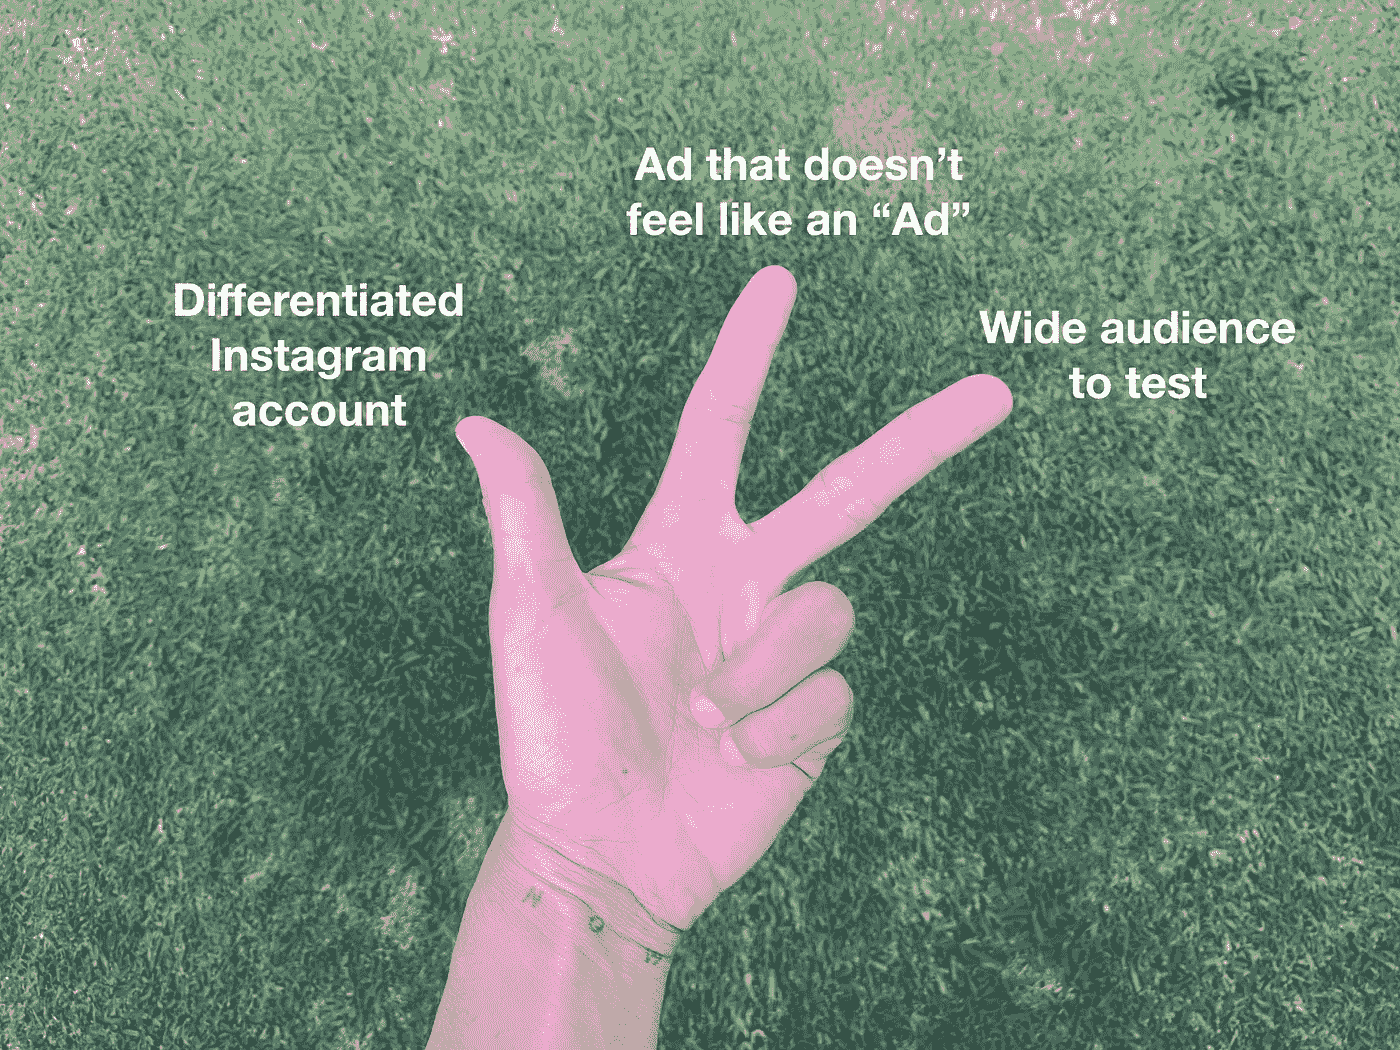 Ad that doesn’t
feel like an “Ad”
Differentiated
Instagram
account
Wide audience
to test
N O W